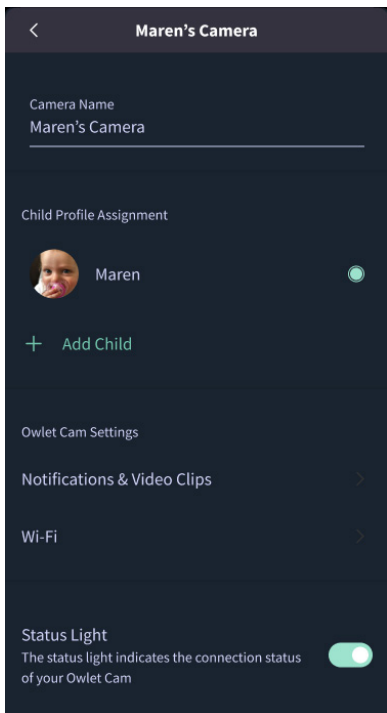 Maren’s Camera
Camera Name
Maren’s Camera
Child Profile Assignment
Maren
Add Child
Owlet Cam Settings
Notifications & Video Clips
Wi-Fi
Status Light
The status light indicates the connection status
of your Owlet Cam